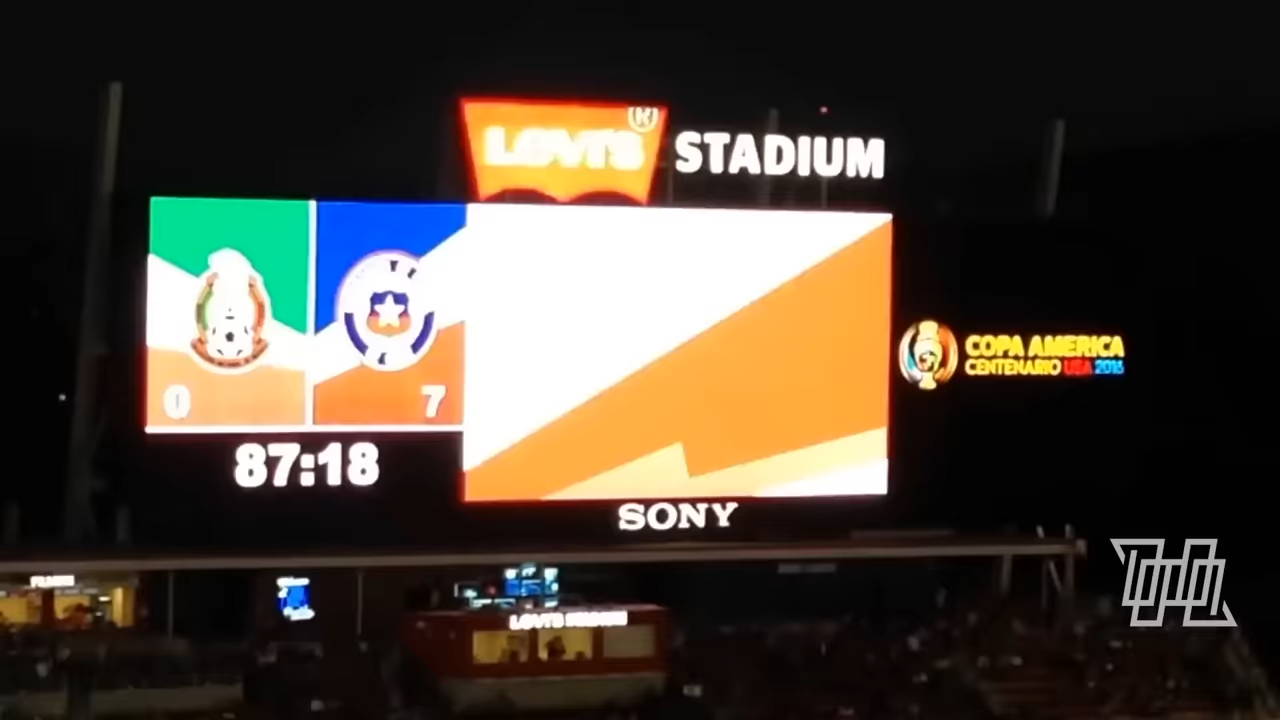 LEVI'S®
STADIUM
0
7
87:18
COPA AMERICA
CENTENARIO USA 2016
SONY
LEVI'S STADIUM